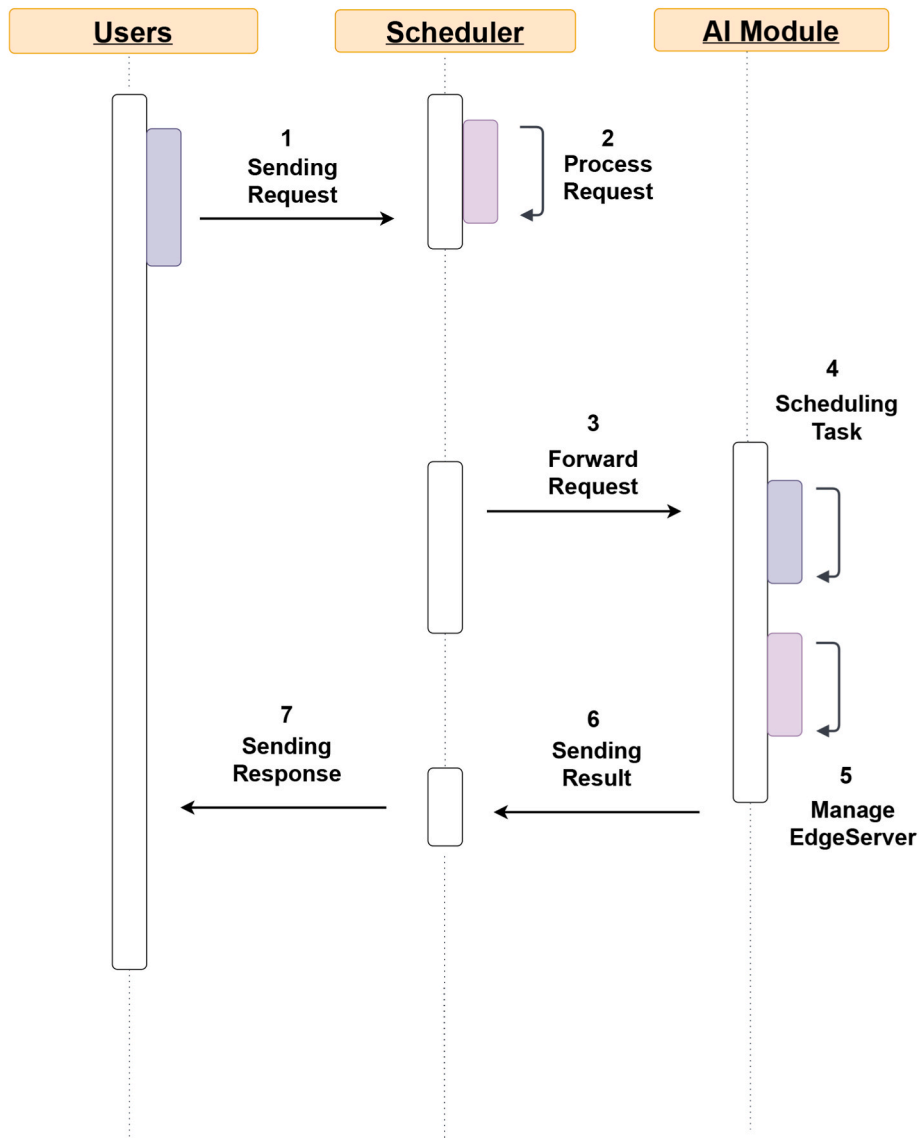 Users
Scheduler
AI Module
1
Sending
Request
2
Process
Request
3
Forward
Request
4
Scheduling
Task
5
Manage
EdgeServer
6
Sending
Result
7
Sending
Response